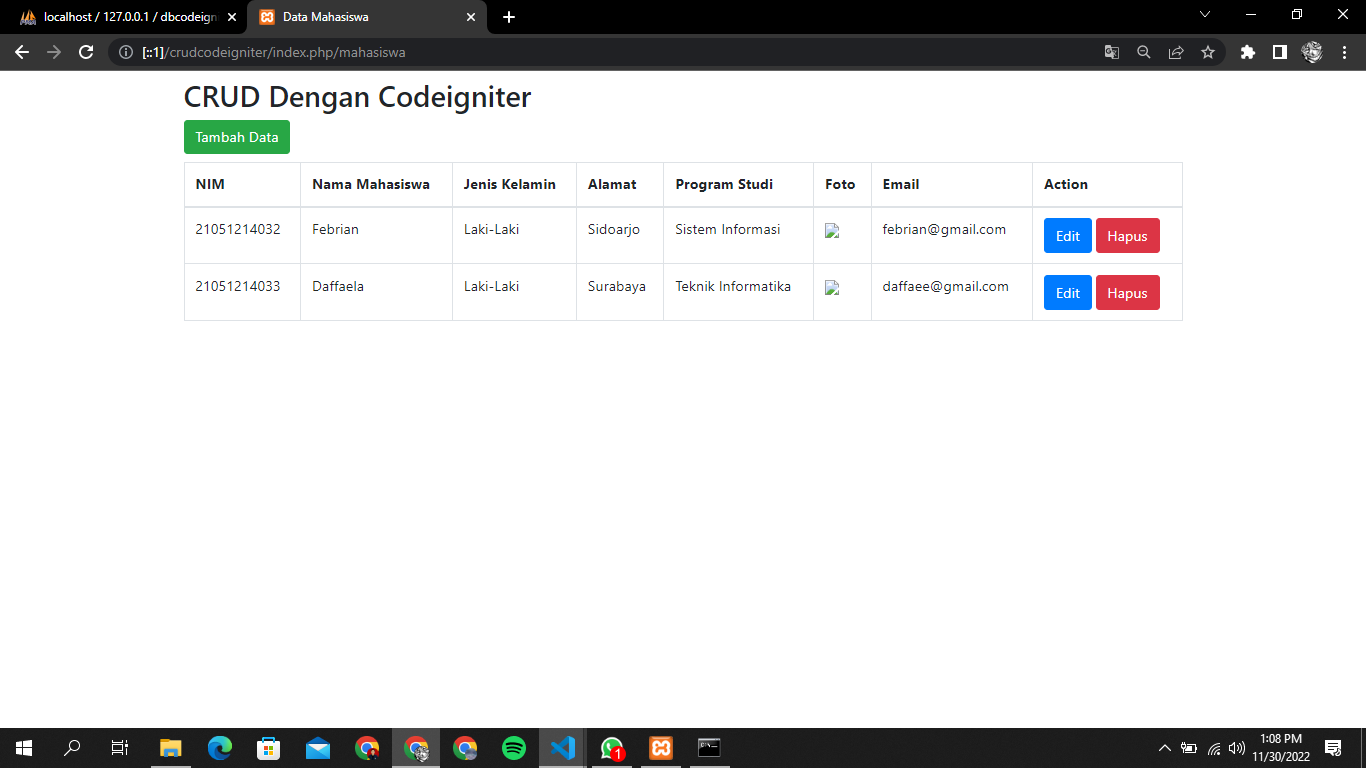 localhost / 127.0.0.1 / dbcodeign
Data Mahasiswa
[::1]/crudcodeigniter/index.php/mahasiswa
CRUD Dengan Codeigniter
Tambah Data
NIM Nama Mahasiswa Jenis Kelamin Alamat Program Studi Foto Email Action
21051214032 Febrian Laki-Laki Sidoarjo Sistem Informasi febrian@gmail.com Edit Hapus
21051214033 Daffaela Laki-Laki Surabaya Teknik Informatika daffaee@gmail.com Edit Hapus
1
1:08 PM
11/30/2022